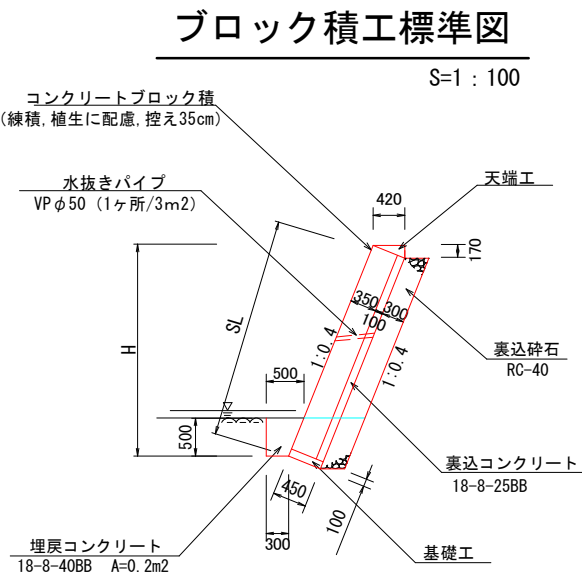 ブロック積工標準図
S=1：100
コンクリートブロック積
(練積,植生に配慮,控え35cm)
水抜きパイプ
VPφ50 (1ヶ所/3m2)
420
天端工
170
350
300
100
SL
H
1:0.4
1:0.4
裏込砕石
RC-40
500
500
裏込コンクリート
18-8-25BB
450
300
100
埋戻コンクリート
18-8-40BB A=0.2m2
基礎工